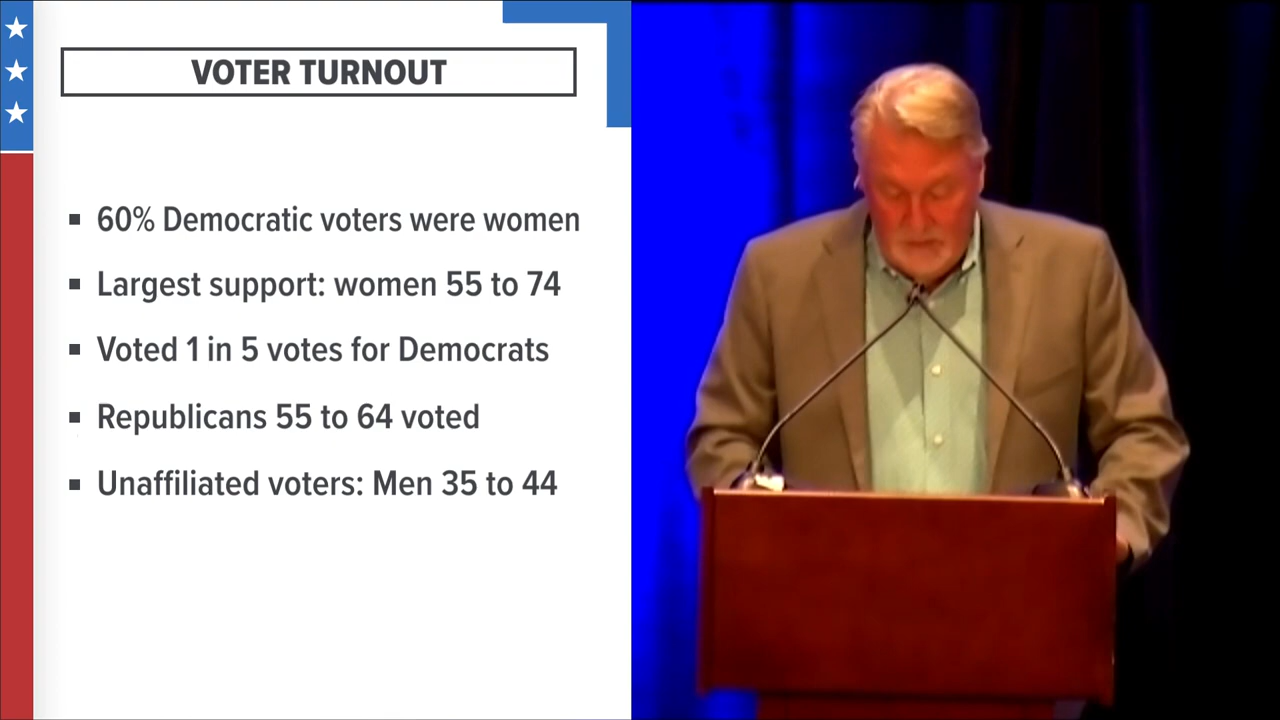 VOTER TURNOUT
60% Democratic voters were women
Largest support: women 55 to 74
Voted 1 in 5 votes for Democrats
Republicans 55 to 64 voted
Unaffiliated voters: Men 35 to 44